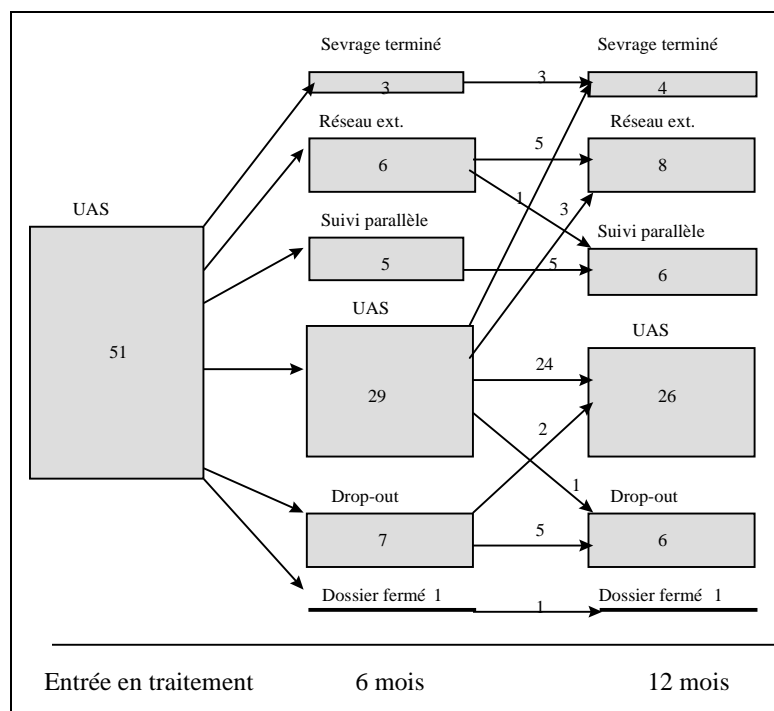 Sevrage terminé
Sevrage terminé
3
3
4
Réseau ext.
Réseau ext.
5
6
8
UAS
1
3
Suivi parallèle
Suivi parallèle
5
5
6
UAS
UAS
51
24
29
26
2
1
Drop-out
Drop-out
7
5
6
Dossier fermé 1
1
Dossier fermé 1
Entrée en traitement
6 mois
12 mois